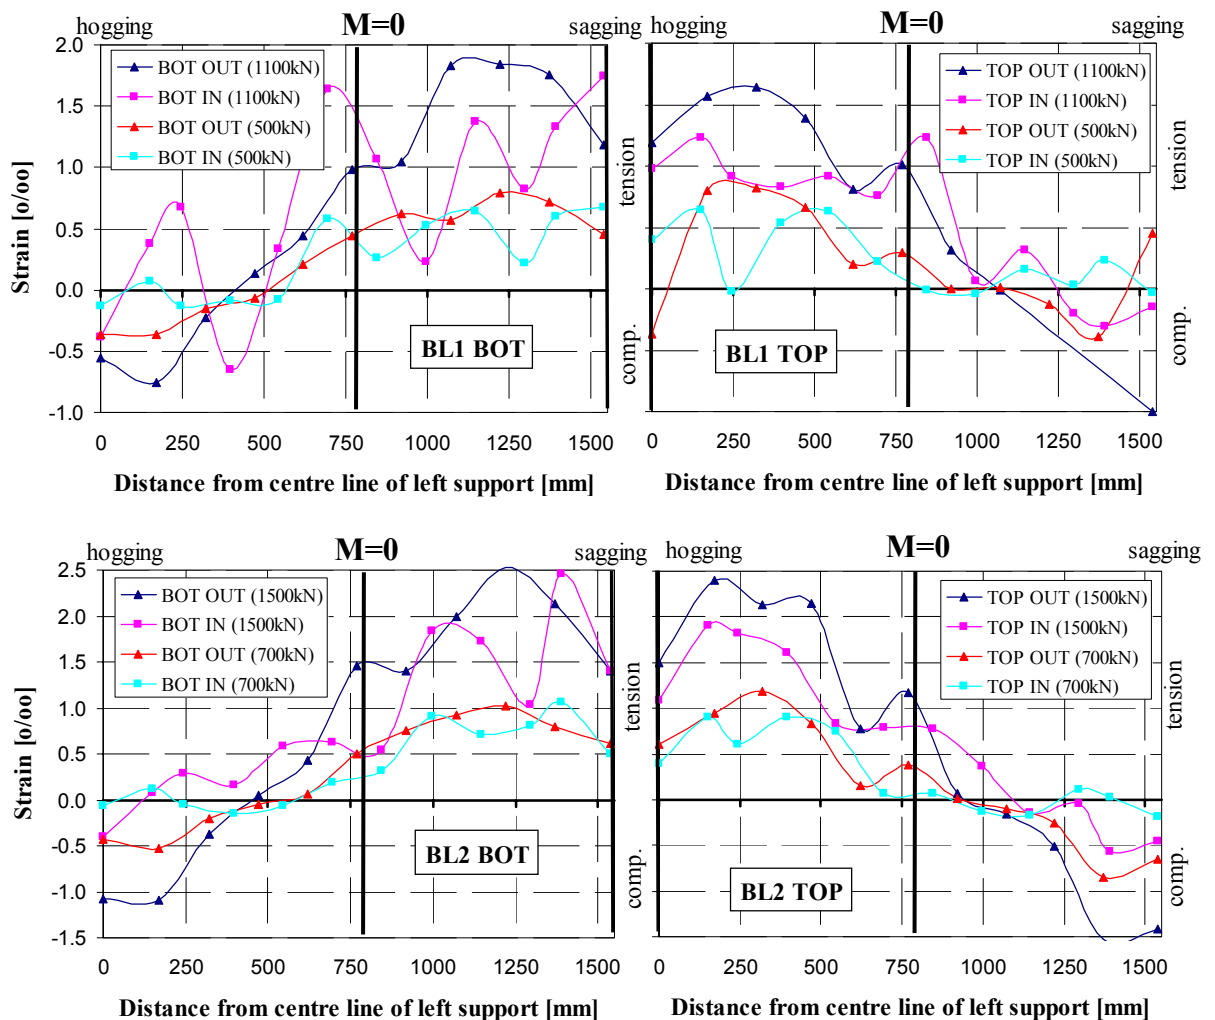 hogging M=0 sagging
2.0
1.5
1.0
0.5
0.0
-0.5
-1.0
Strain [o/oo]
BOT OUT (1100kN)
BOT IN (1100kN)
BOT OUT (500kN)
BOT IN (500kN)
BL1 BOT
0 250 500 750 1000 1250 1500
Distance from centre line of left support [mm]
hogging M=0 sagging
tension
comp.
TOP OUT (1100kN)
TOP IN (1100kN)
TOP OUT (500kN)
TOP IN (500kN)
tension
comp.
BL1 TOP
0 250 500 750 1000 1250 1500
Distance from centre line of left support [mm]
hogging M=0 sagging
2.5
2.0
1.5
1.0
0.5
0.0
-0.5
-1.0
-1.5
Strain [o/oo]
BOT OUT (1500kN)
BOT IN (1500kN)
BOT OUT (700kN)
BOT IN (700kN)
BL2 BOT
0 250 500 750 1000 1250 1500
Distance from centre line of left support [mm]
hogging M=0 sagging
tension
comp.
TOP OUT (1500kN)
TOP IN (1500kN)
TOP OUT (700kN)
TOP IN (700kN)
tension
comp.
BL2 TOP
0 250 500 750 1000 1250 1500
Distance from centre line of left support [mm]